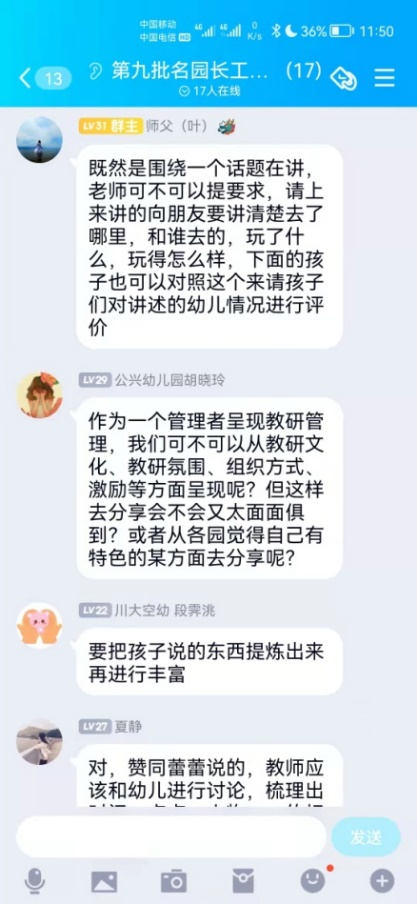 中国移动
中国电信 HD
4G 4G 0 K/s 36% 11:50
13 第九批名园长工... (17)
17人在线
LV31 群主 师父（叶）
既然是围绕一个话题在讲，
老师可不可以提要求，请上
来讲的向朋友要讲清楚去了
哪里，和谁去的，玩了什
么，玩得怎么样，下面的孩
子也可以对照这个来请孩子
们对讲述的幼儿情况进行评
价
LV29 公兴幼儿园胡晓玲
作为一个管理者呈现教研管
理，我们可不可以从教研文
化、教研氛围、组织方式、
激励等方面呈现呢？但这样
去分享会不会又太面面俱
到？或者从各园觉得自己有
特色的某方面去分享呢？
LV22 川大空幼 段霁洮
要把孩子说的东西提炼出来
再进行丰富
LV27 夏静
对，赞同蕾蕾说的，教师应
该和幼儿进行讨论，梳理出
发送